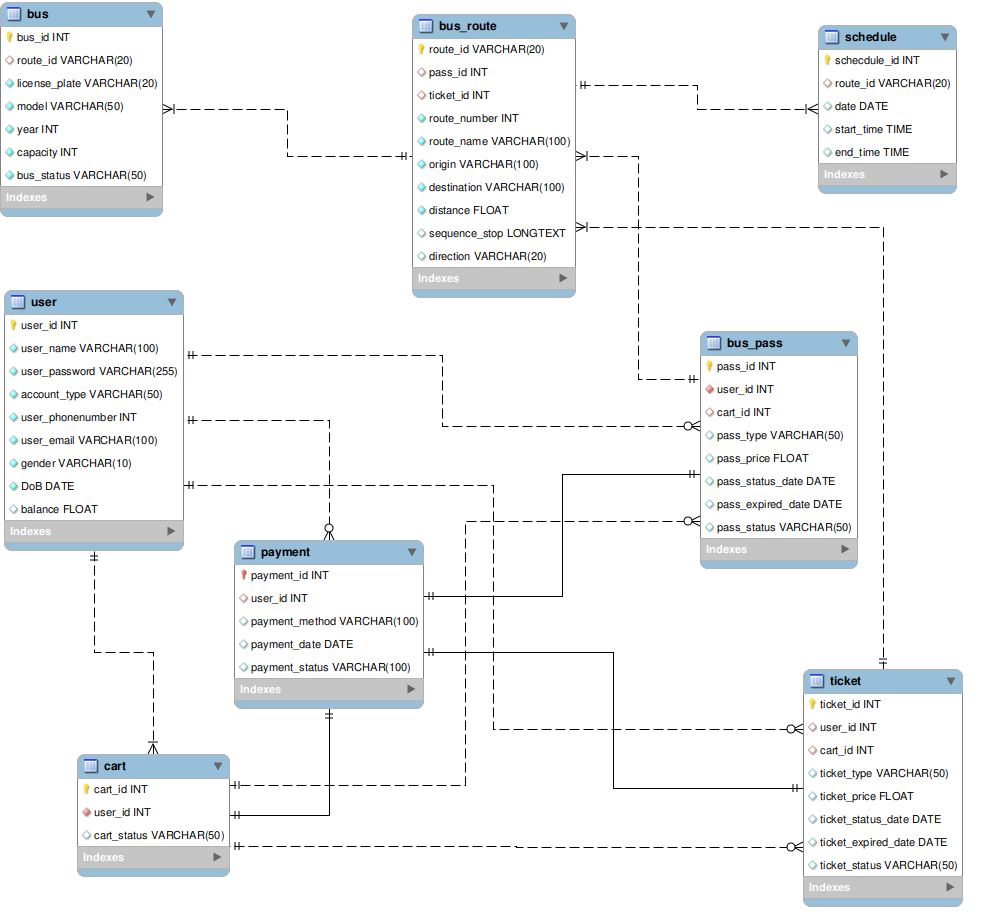 bus
bus_id INT
route_id VARCHAR(20)
license_plate VARCHAR(20)
model VARCHAR(50)
year INT
capacity INT
bus_status VARCHAR(50)
Indexes
bus_route
route_id VARCHAR(20)
pass_id INT
ticket_id INT
route_number INT
route_name VARCHAR(100)
origin VARCHAR(100)
destination VARCHAR(100)
distance FLOAT
sequence_stop LONGTEXT
direction VARCHAR(20)
Indexes
schedule
schecdule_id INT
route_id VARCHAR(20)
date DATE
start_time TIME
end_time TIME
Indexes
user
user_id INT
user_name VARCHAR(100)
user_password VARCHAR(255)
account_type VARCHAR(50)
user_phonenumber INT
user_email VARCHAR(100)
gender VARCHAR(10)
DoB DATE
balance FLOAT
Indexes
bus_pass
pass_id INT
user_id INT
cart_id INT
pass_type VARCHAR(50)
pass_price FLOAT
pass_status_date DATE
pass_expired_date DATE
pass_status VARCHAR(50)
Indexes
payment
payment_id INT
user_id INT
payment_method VARCHAR(100)
payment_date DATE
payment_status VARCHAR(100)
Indexes
ticket
ticket_id INT
user_id INT
cart_id INT
ticket_type VARCHAR(50)
ticket_price FLOAT
ticket_status_date DATE
ticket_expired_date DATE
ticket_status VARCHAR(50)
Indexes
cart
cart_id INT
user_id INT
cart_status VARCHAR(50)
Indexes